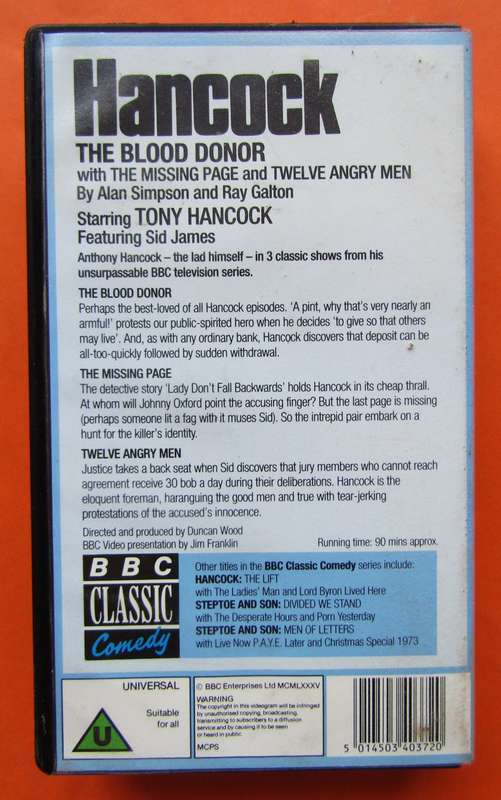 Hancock
THE BLOOD DONOR
with THE MISSING PAGE and TWELVE ANGRY MEN
By Alan Simpson and Ray Galton
Starring TONY HANCOCK
Featuring Sid James
Anthony Hancock – the lad himself – in 3 classic shows from his
unsurpassable BBC television series.
THE BLOOD DONOR
Perhaps the best-loved of all Hancock episodes. ‘A pint, why that’s very nearly an
armful!’ protests our public-spirited hero when he decides ‘to give so that others
may live’. And, as with any ordinary bank, Hancock discovers that deposit can be
all-too-quickly followed by sudden withdrawal.
THE MISSING PAGE
The detective story ‘Lady Don’t Fall Backwards’ holds Hancock in its cheap thrall.
At whom will Johnny Oxford point the accusing finger? But the last page is missing
(perhaps someone lit a fag with it muses Sid). So the intrepid pair embark on a
hunt for the killer’s identity.
TWELVE ANGRY MEN
Justice takes a back seat when Sid discovers that jury members who cannot reach
agreement receive 30 bob a day during their deliberations. Hancock is the
eloquent foreman, haranguing the good men and true with tear-jerking
protestations of the accused’s innocence.
Directed and produced by Duncan Wood
BBC Video presentation by Jim Franklin
Running time: 90 mins approx.
BBC
CLASSIC
Comedy
Other titles in the BBC Classic Comedy series include:
HANCOCK: THE LIFT
with The Ladies’ Man and Lord Byron Lived Here
STEPTOE AND SON: DIVIDED WE STAND
with The Desperate Hours and Porn Yesterday
STEPTOE AND SON: MEN OF LETTERS
with Live Now P.A.Y.E. Later and Christmas Special 1973
UNIVERSAL
Suitable
for all
U
© BBC Enterprises Ltd MCMLXXXV
WARNING
The copyright in this videogram will be infringed
by unauthorised copying, broadcasting,
transmitting to subscribers to a diffusion
service and by causing it to be seen
or heard in public.
MCPS
5 014503 403720